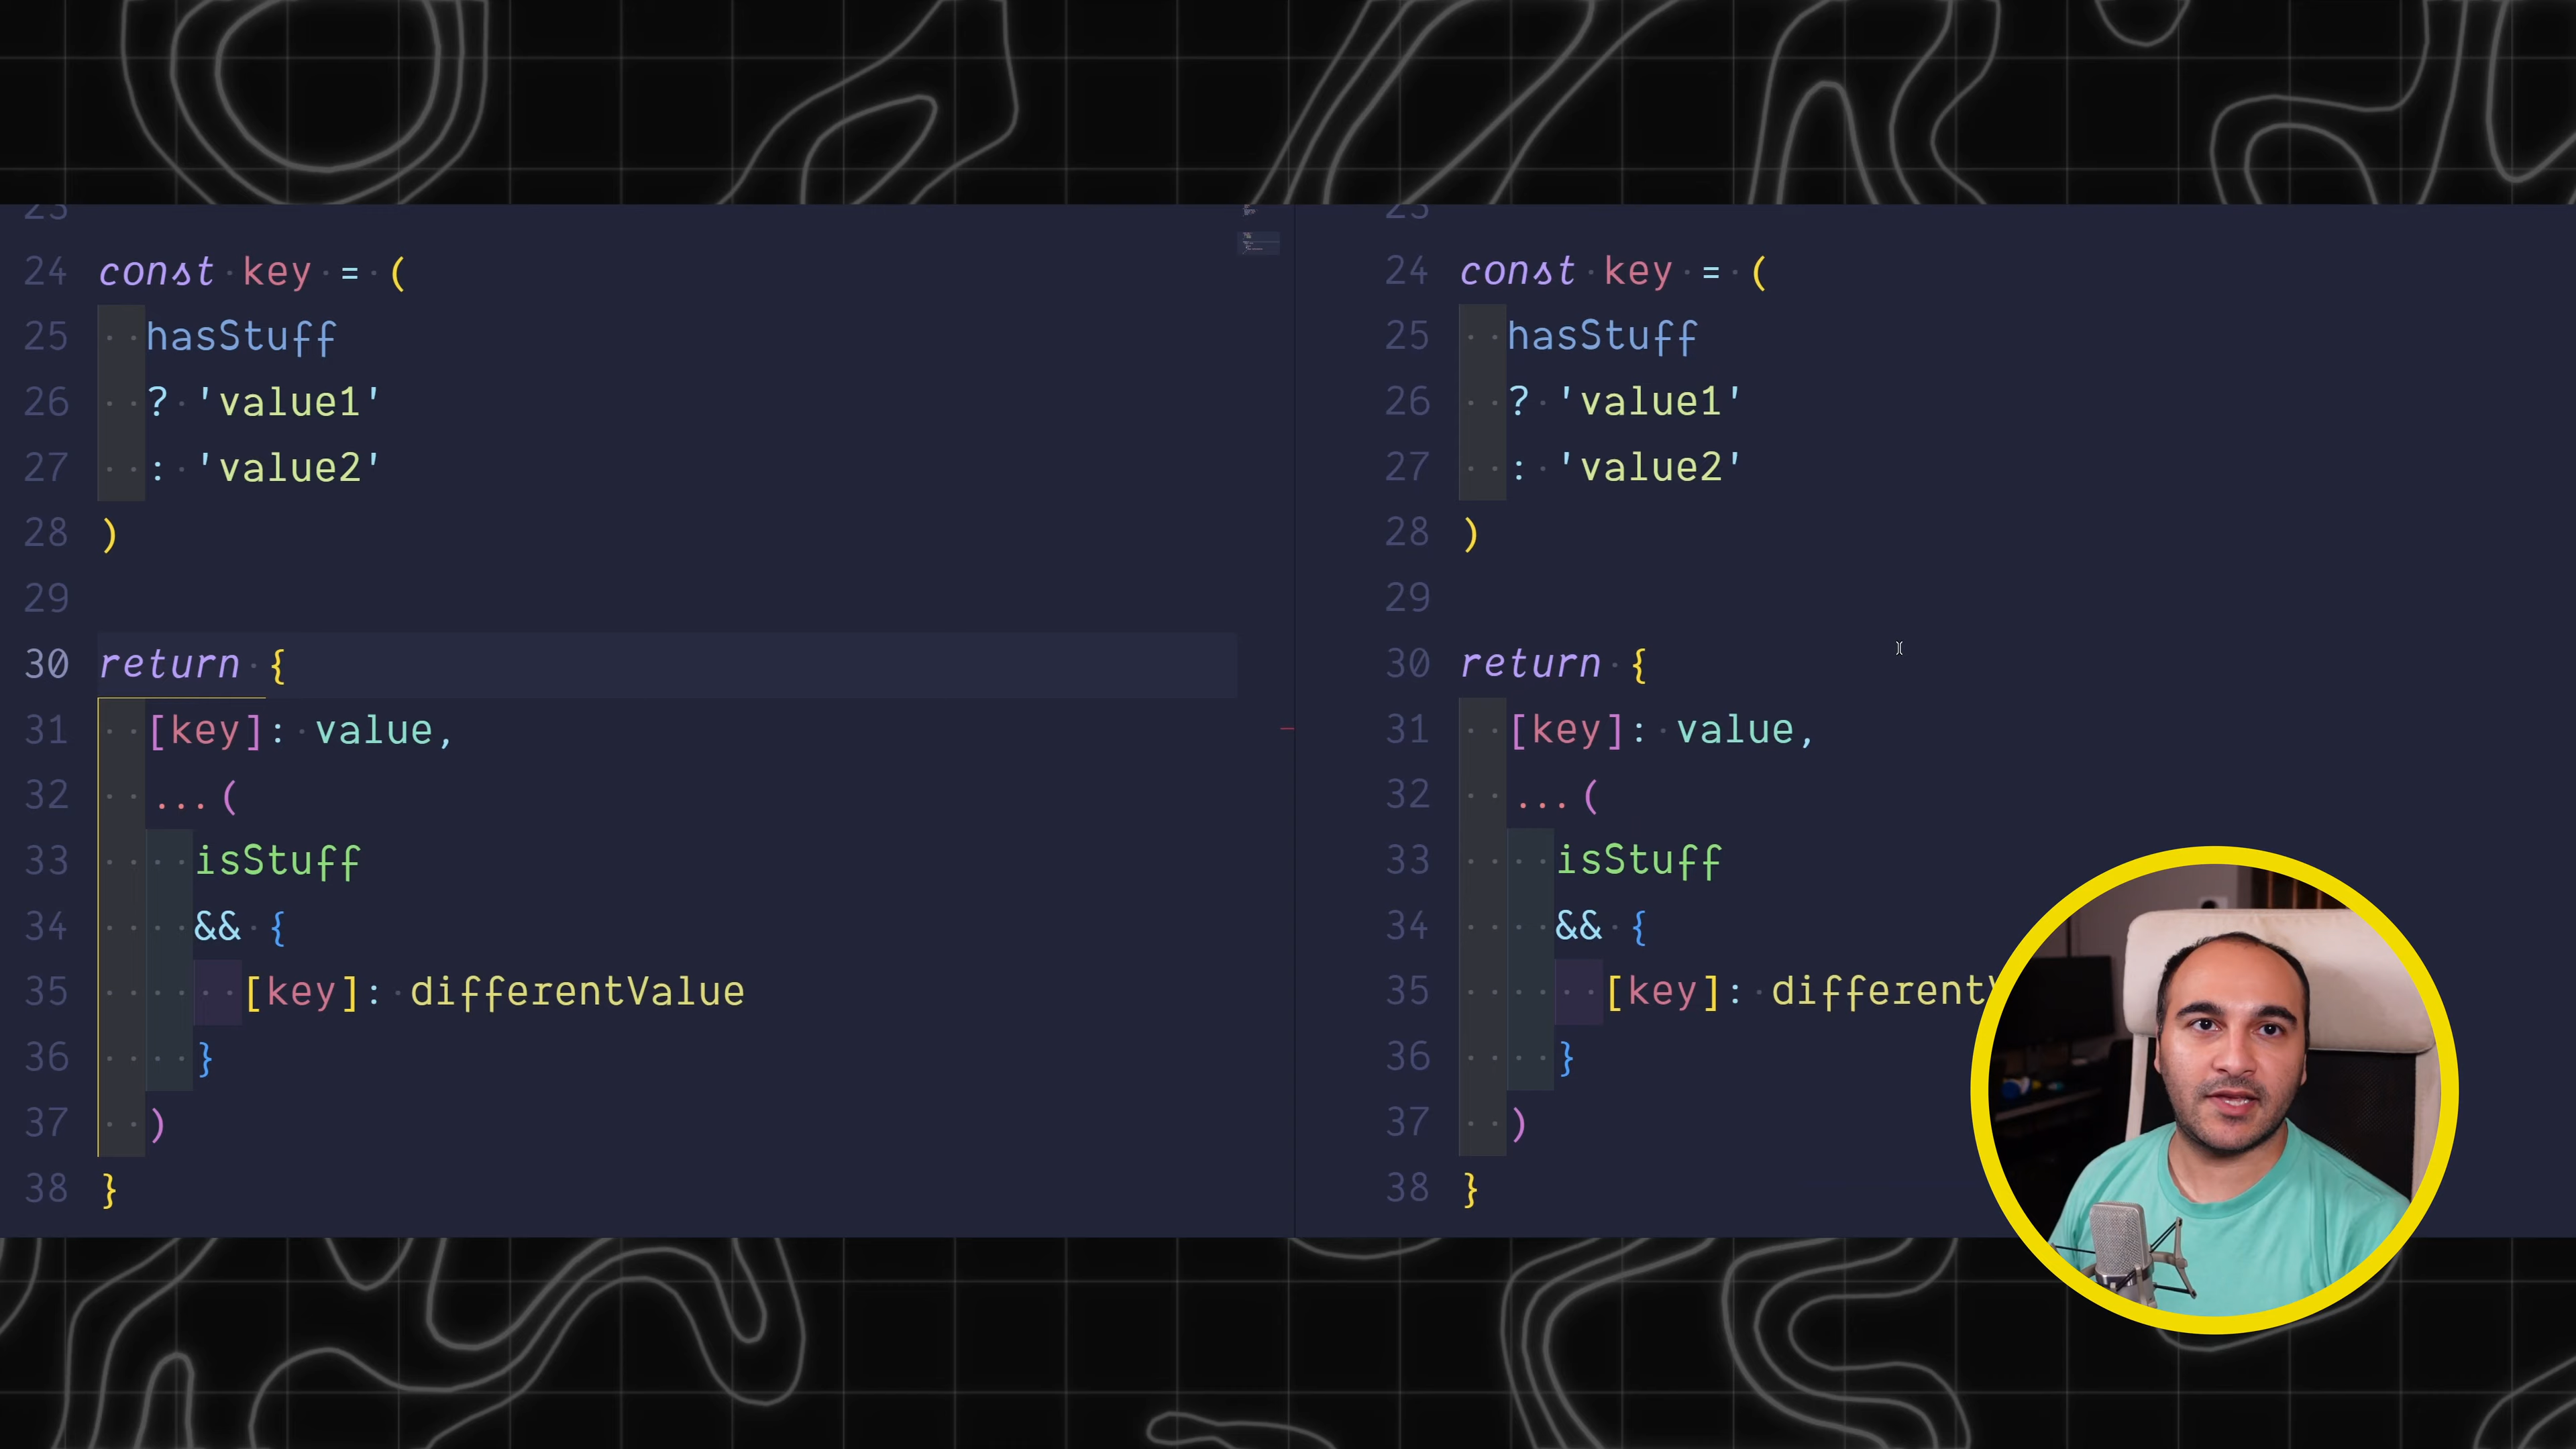 23
24 const key = (
25 hasStuff
26 ? 'value1'
27 : 'value2'
28 )
29
30 return {
31 [key]: value,
32 ...(
33 isStuff
34 && {
35 [key]: differentValue
36 }
37 )
38 }
23
24 const key = (
25 hasStuff
26 ? 'value1'
27 : 'value2'
28 )
29
30 return {
31 [key]: value,
32 ...(
33 isStuff
34 && {
35 [key]: different
36 }
37 )
38 }